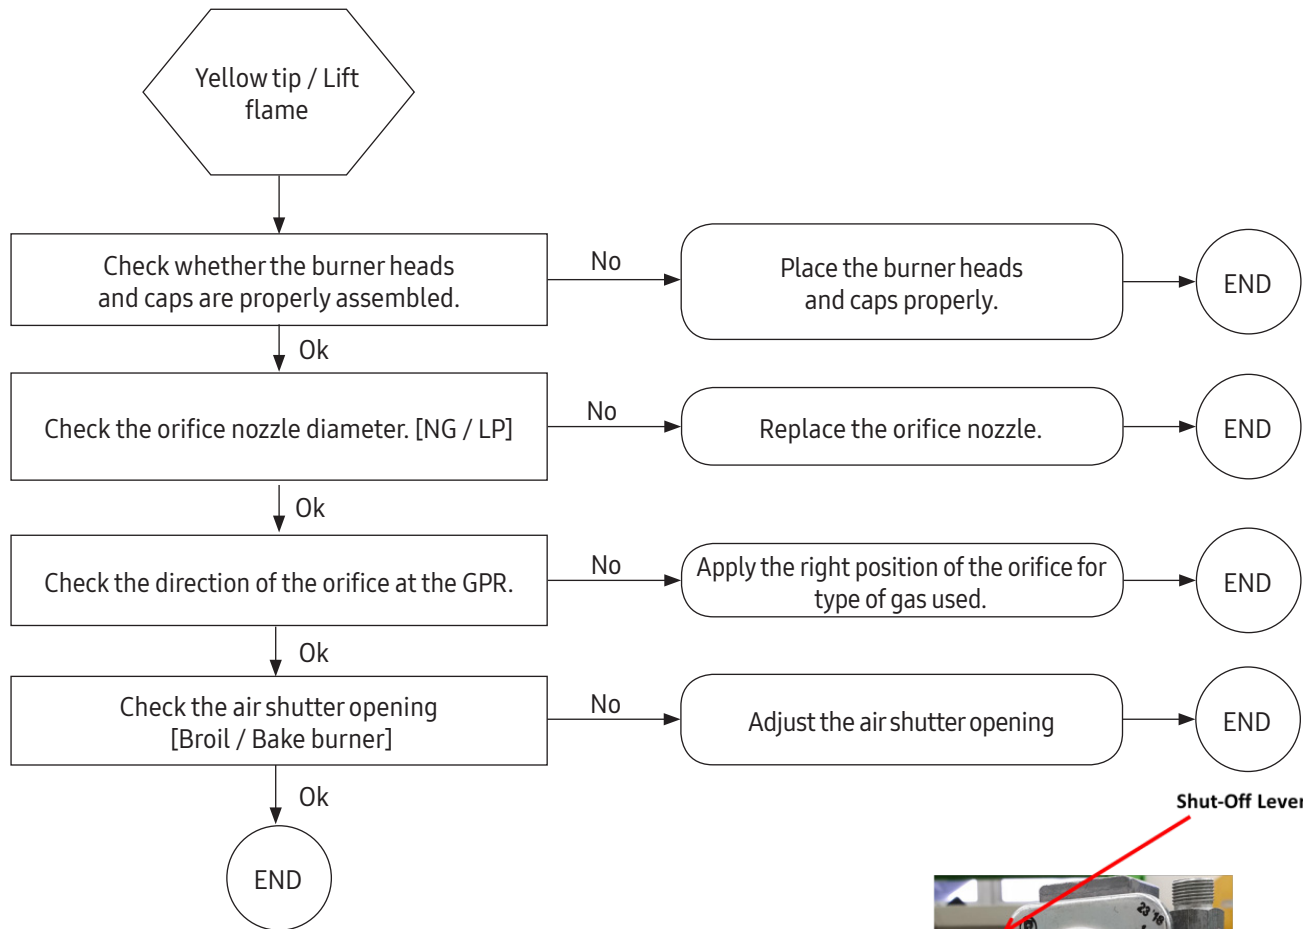 Yellow tip / Lift
flame
Check whether the burner heads
and caps are properly assembled.
No
Place the burner heads
and caps properly.
END
Ok
Check the orifice nozzle diameter. [NG / LP]
No
Replace the orifice nozzle.
END
Ok
Check the direction of the orifice at the GPR.
No
Apply the right position of the orifice for
type of gas used.
END
Ok
Check the air shutter opening
[Broil / Bake burner]
No
Adjust the air shutter opening
END
Ok
Shut-Off Lever
END
23 '18